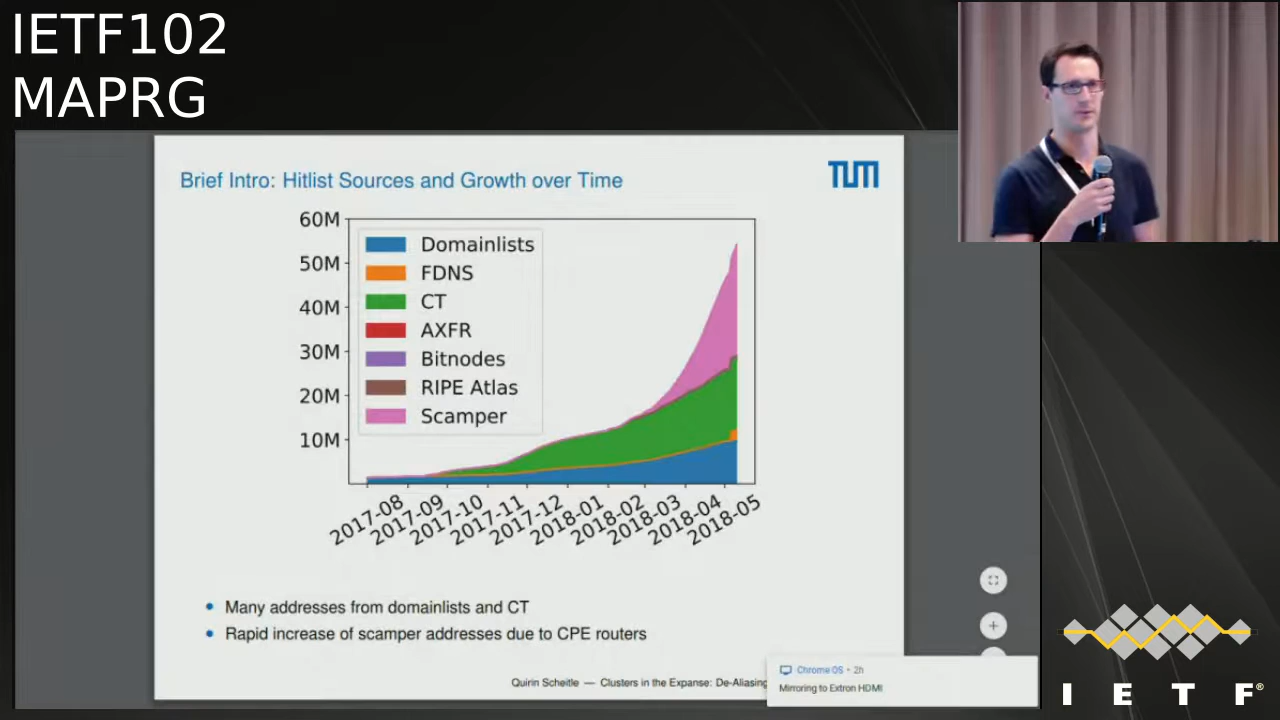 IETF102
MAPRG
Brief Intro: Hitlist Sources and Growth over Time
TUM
60M
50M
40M
30M
20M
10M
Domainlists
FDNS
CT
AXFR
Bitnodes
RIPE Atlas
Scamper
2017-08
2017-09
2017-10
2017-11
2017-12
2018-01
2018-02
2018-03
2018-04
2018-05
• Many addresses from domainlists and CT
• Rapid increase of scamper addresses due to CPE routers
Quirin Scheitle — Clusters in the Expanse: De-Aliasing
Chrome OS • 2h
Mirroring to Extron HDMI
I E T F®